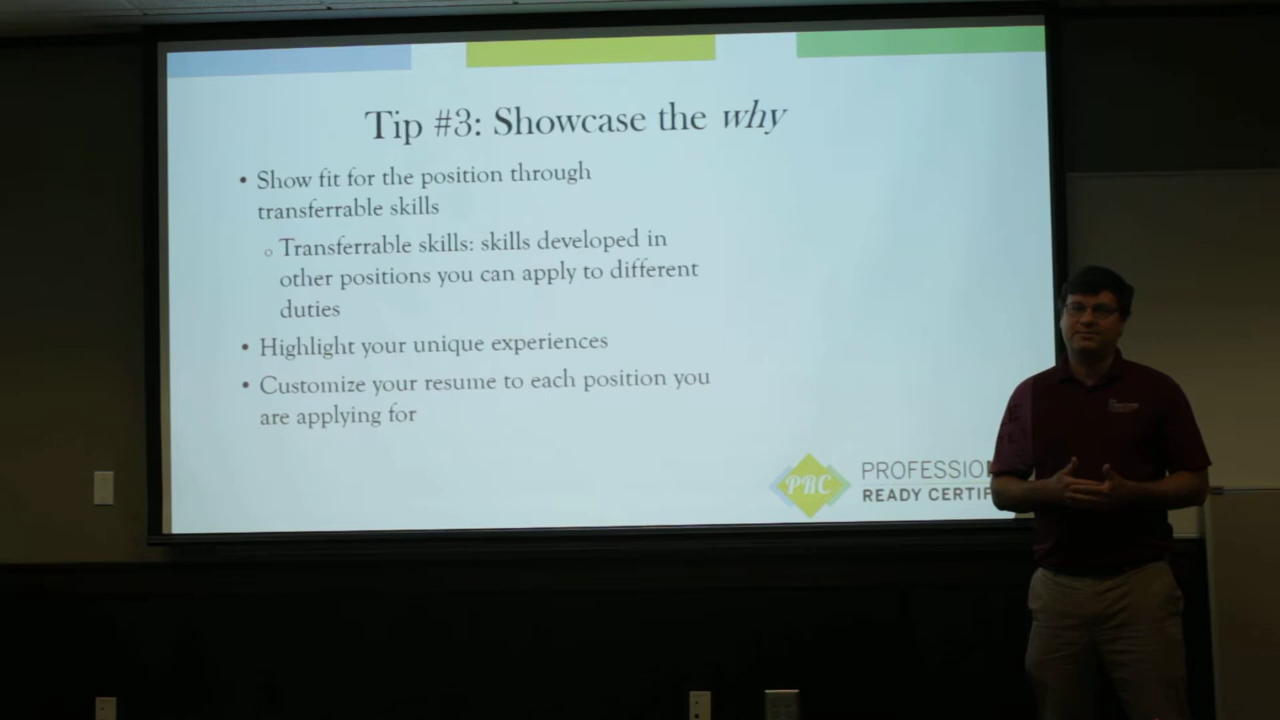 Tip #3: Showcase the why
• Show fit for the position through
transferrable skills
○ Transferrable skills: skills developed in
other positions you can apply to different
duties
• Highlight your unique experiences
• Customize your resume to each position you
are applying for
PRC
PROFESSION
READY CERTIF